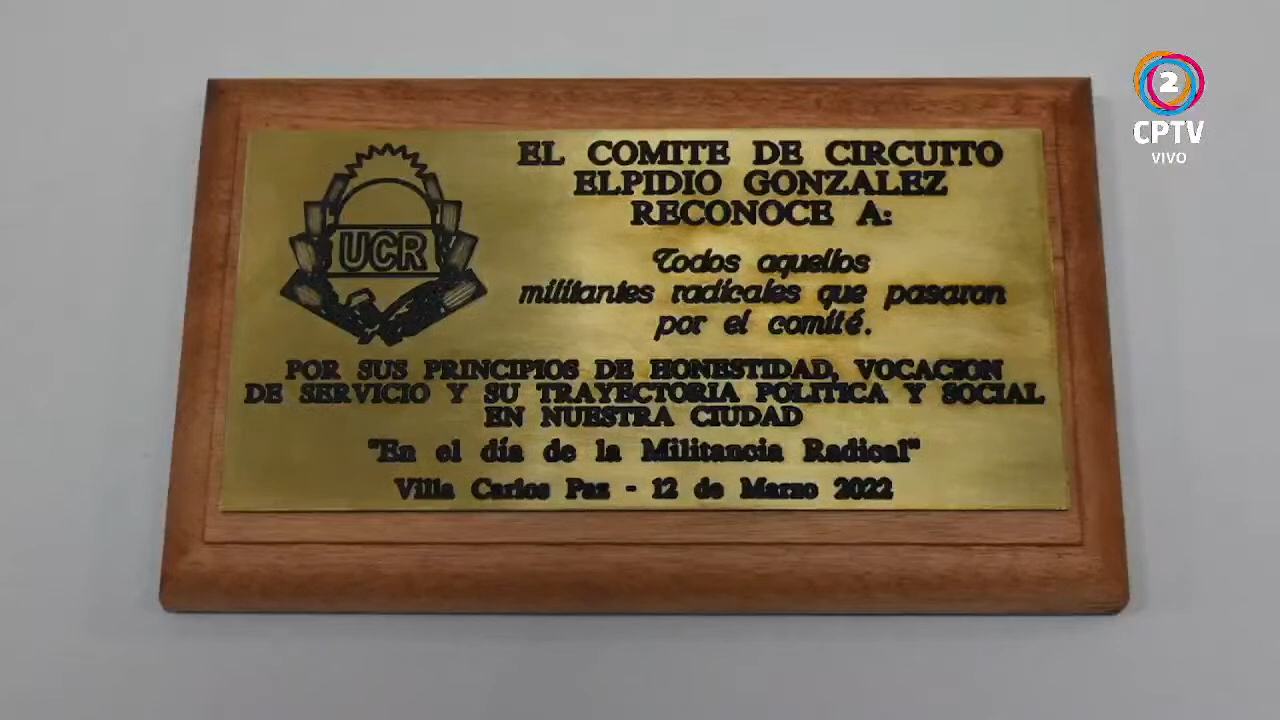 EL COMITE DE CIRCUITO
ELPIDIO GONZALEZ
RECONOCE A:
Todos aquellos
militantes radicales que pasaron
por el comité.
UCR
POR SUS PRINCIPIOS DE HONESTIDAD, VOCACION
DE SERVICIO Y SU TRAYECTORIA POLITICA Y SOCIAL
EN NUESTRA CIUDAD
"En el día de la Militancia Radical"
Villa Carlos Paz - 12 de Marzo 2022
2
CPTV
VIVO